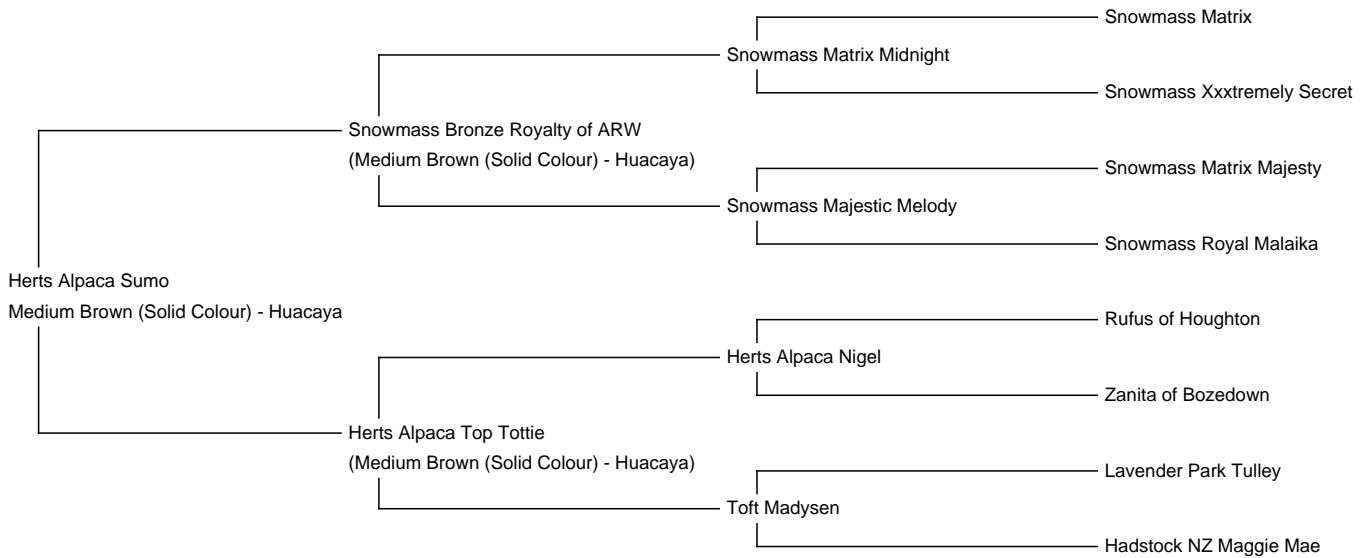 Snowmass Matrix
Snowmass Matrix Midnight
Snowmass Xxxtremely Secret
Snowmass Bronze Royalty of ARW
(Medium Brown (Solid Colour) - Huacaya)
Snowmass Matrix Majesty
Snowmass Majestic Melody
Snowmass Royal Malaika
Herts Alpaca Sumo
Medium Brown (Solid Colour) - Huacaya
Rufus of Houghton
Herts Alpaca Nigel
Zanita of Bozedown
Herts Alpaca Top Tottie
(Medium Brown (Solid Colour) - Huacaya)
Lavender Park Tulley
Toft Madysen
Hadstock NZ Maggie Mae